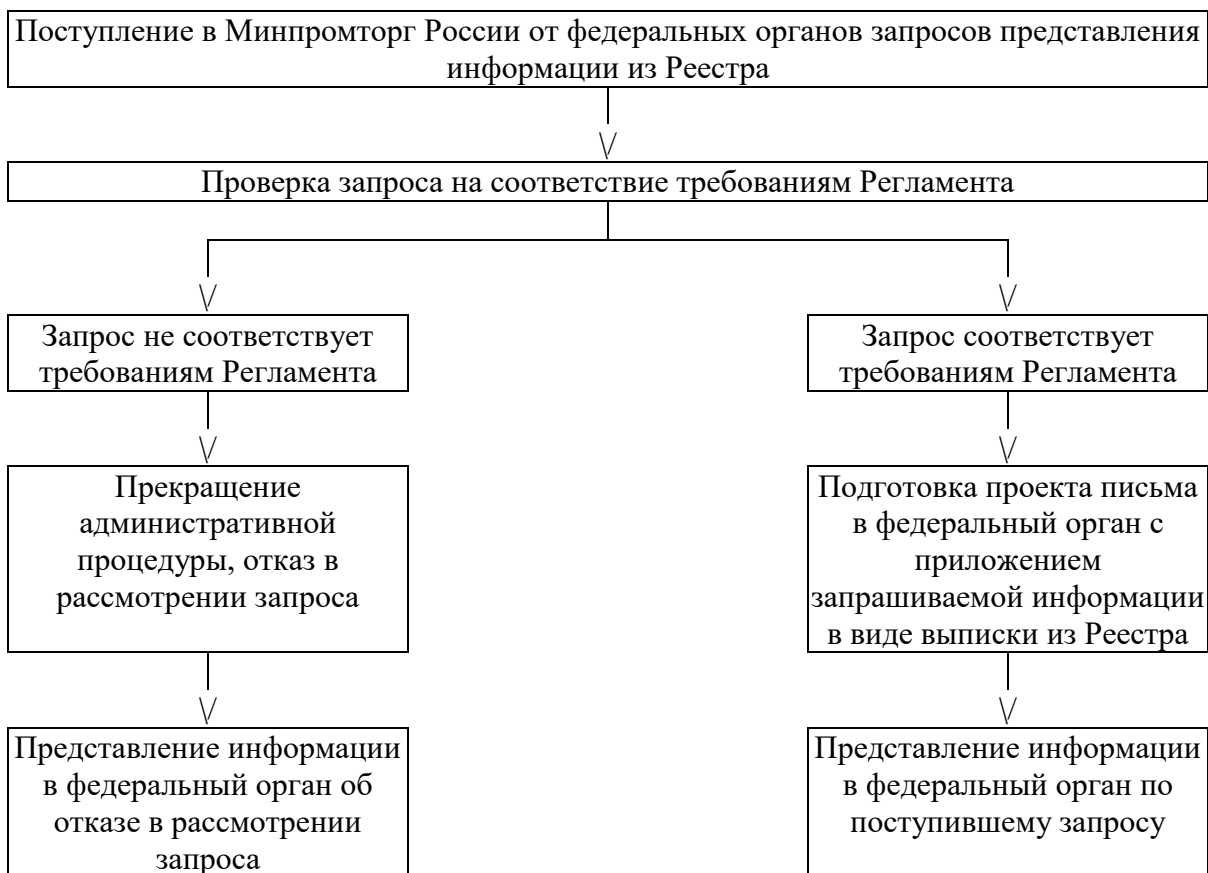 Поступление в Минпромторг России от федеральных органов запросов представления
информации из Реестра
Проверка запроса на соответствие требованиям Регламента
Запрос не соответствует
требованиям Регламента
Запрос соответствует
требованиям Регламента
Прекращение
административной
процедуры, отказ в
рассмотрении запроса
Подготовка проекта письма
в федеральный орган с
приложением
запрашиваемой информации
в виде выписки из Реестра
Представление информации
в федеральный орган об
отказе в рассмотрении
запроса
Представление информации
в федеральный орган по
поступившему запросу